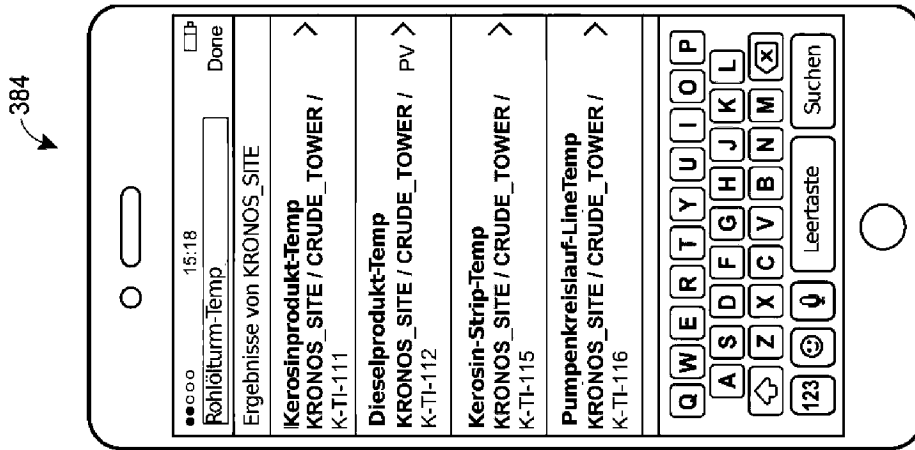 384
●●○○○ 15:18
Rohlölturm-Temp Done
Ergebnisse von KRONOS_SITE
Kerosinprodukt-Temp
KRONOS_SITE / CRUDE_TOWER /
K-TI-111
Dieselprodukt-Temp
KRONOS_SITE / CRUDE_TOWER / PV
K-TI-112
Kerosin-Strip-Temp
KRONOS_SITE / CRUDE_TOWER /
K-TI-115
Pumpenkreislauf-LineTemp
KRONOS_SITE / CRUDE_TOWER /
K-TI-116
Q W E R T Y U I O P
A S D F G H J K L
Z X C V B N M
123 Leertaste Suchen